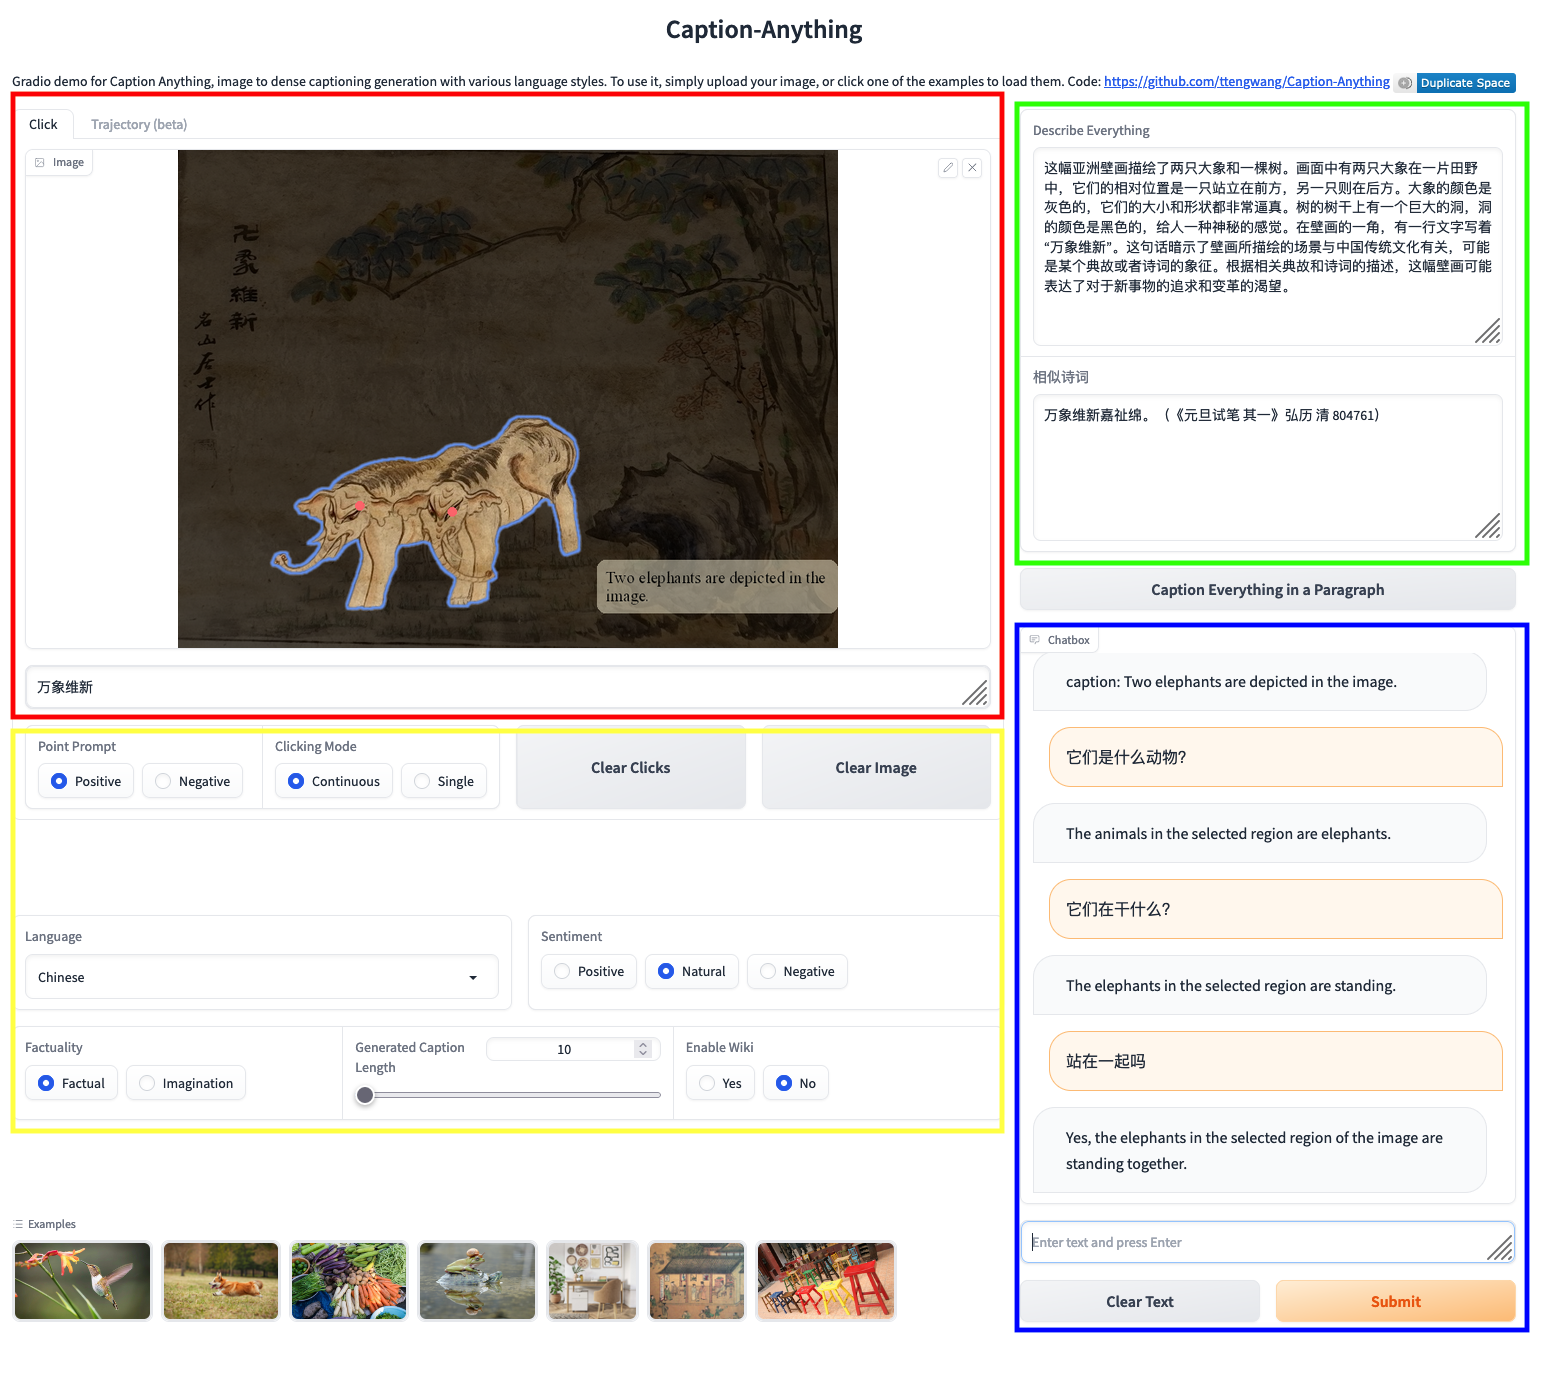 Caption-Anything
Gradio demo for Caption Anything, image to dense captioning generation with various language styles. To use it, simply upload your image, or click one of the examples to load them. Code: https://github.com/ttengwang/Caption-Anything Duplicate Space
Click
Trajectory (beta)
Image
卍象維新
名山居士作
Two elephants are depicted in the
image.
万象维新
Point Prompt
Positive
Negative
Clicking Mode
Continuous
Single
Clear Clicks
Clear Image
Language
Chinese
Sentiment
Positive
Natural
Negative
Factuality
Factual
Imagination
Generated Caption
Length
10
Enable Wiki
Yes
No
Examples
Describe Everything
这幅亚洲壁画描绘了两只大象和一棵树。画面中有两只大象在一片田野
中，它们的相对位置是一只站立在前方，另一只则在后方。大象的颜色是
灰色的，它们的大小和形状都非常逼真。树的树干上有一个巨大的洞，洞
的颜色是黑色的，给人一种神秘的感觉。在壁画的一角，有一行文字写着
“万象维新”。这句话暗示了壁画所描绘的场景与中国传统文化有关，可能
是某个典故或者诗词的象征。根据相关典故和诗词的描述，这幅壁画可能
表达了对于新事物的追求和变革的渴望。
相似诗词
万象维新嘉祉绵。（《元旦试笔 其一》弘历 清 804761）
Caption Everything in a Paragraph
Chatbox
caption: Two elephants are depicted in the image.
它们是什么动物？
The animals in the selected region are elephants.
它们在干什么？
The elephants in the selected region are standing.
站在一起吗
Yes, the elephants in the selected region of the image are
standing together.
Enter text and press Enter
Clear Text
Submit